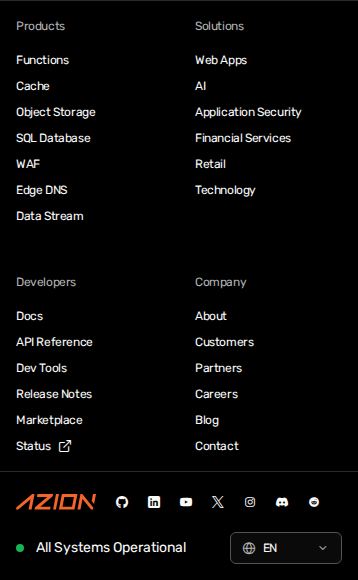 Products
Functions
Cache
Object Storage
SQL Database
WAF
Edge DNS
Data Stream
Solutions
Web Apps
AI
Application Security
Financial Services
Retail
Technology
Developers
Docs
API Reference
Dev Tools
Release Notes
Marketplace
Status
Company
About
Customers
Partners
Careers
Blog
Contact
AZION
All Systems Operational
EN